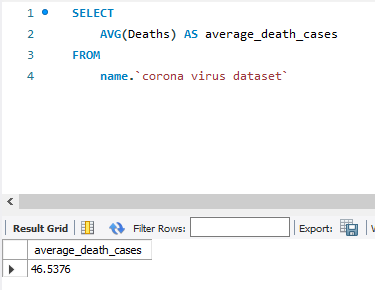 1 SELECT
2 AVG(Deaths) AS average_death_cases
3 FROM
4 name.`corona virus dataset`
Result Grid Filter Rows: Export:
average_death_cases
46.5376